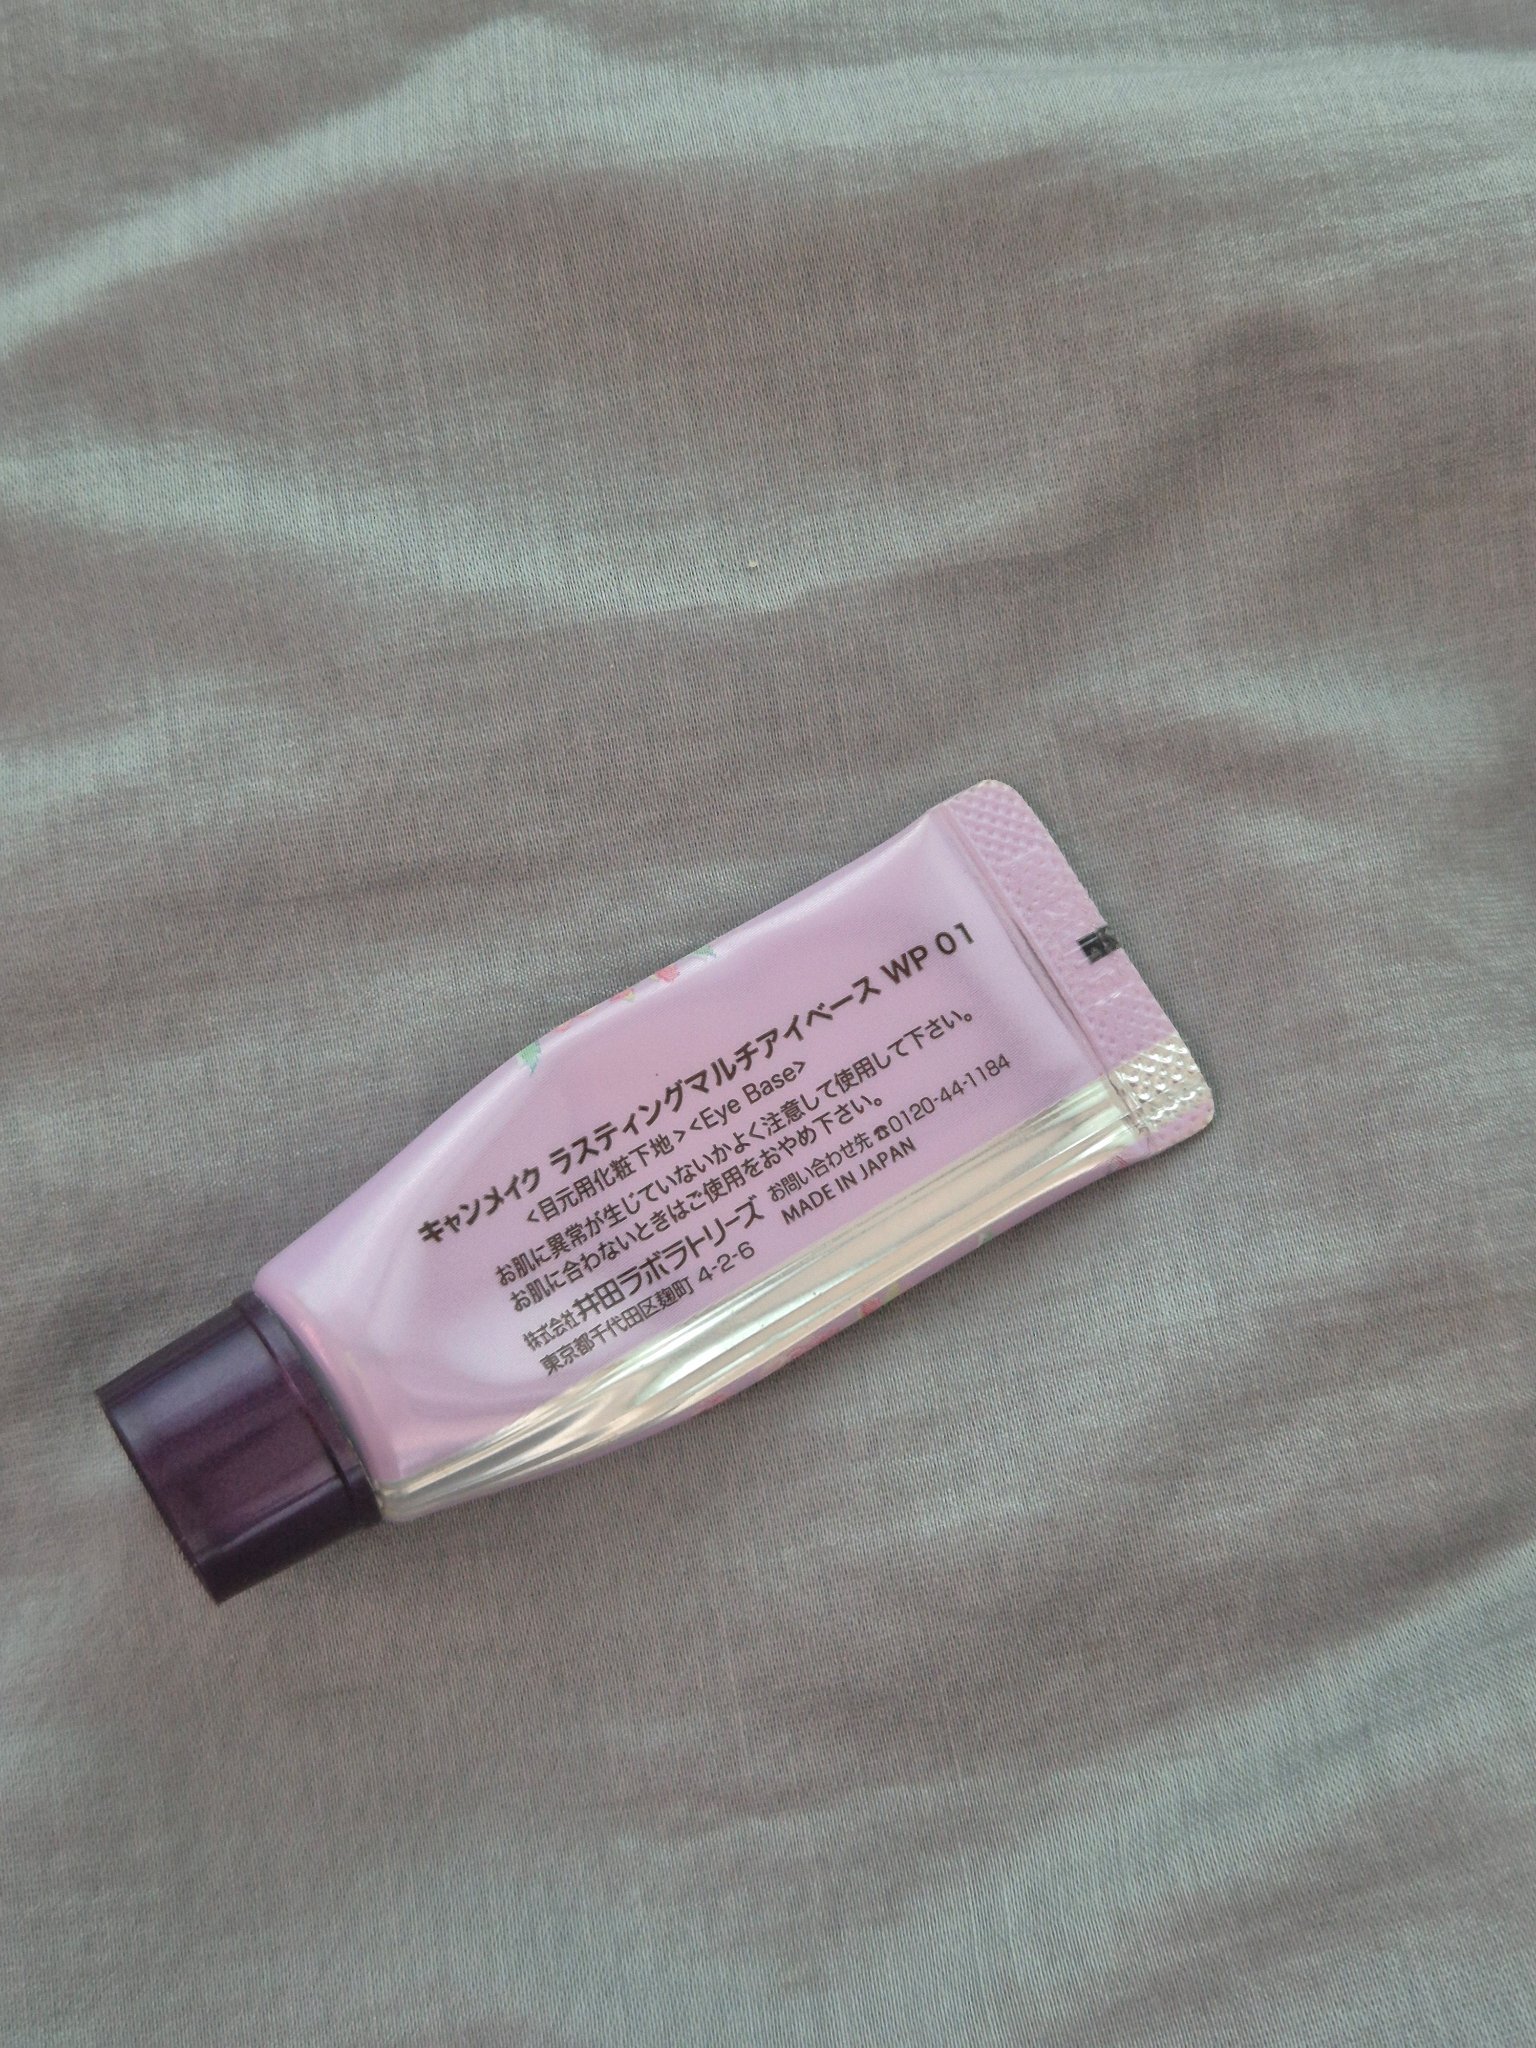 キャンメイク ラスティングマルチアイベース WP 01
<目元用化粧下地><Eye Base>
お肌に異常が生じていないかよく注意して使用して下さい。
お肌に合わないときはご使用をおやめ下さい。
株式会社 井田ラボラトリーズ お問い合わせ先 ☎0120-44-1184
東京都千代田区麹町 4-2-6 MADE IN JAPAN